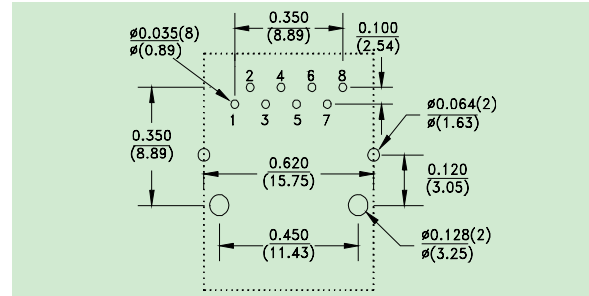 0.350
(8.89)
ø0.035(8)
ø(0.89)
0.100
(2.54)
2 4 6 8
1 3 5 7
ø0.064(2)
ø(1.63)
0.350
(8.89)
0.620
(15.75)
0.120
(3.05)
0.450
(11.43)
ø0.128(2)
ø(3.25)